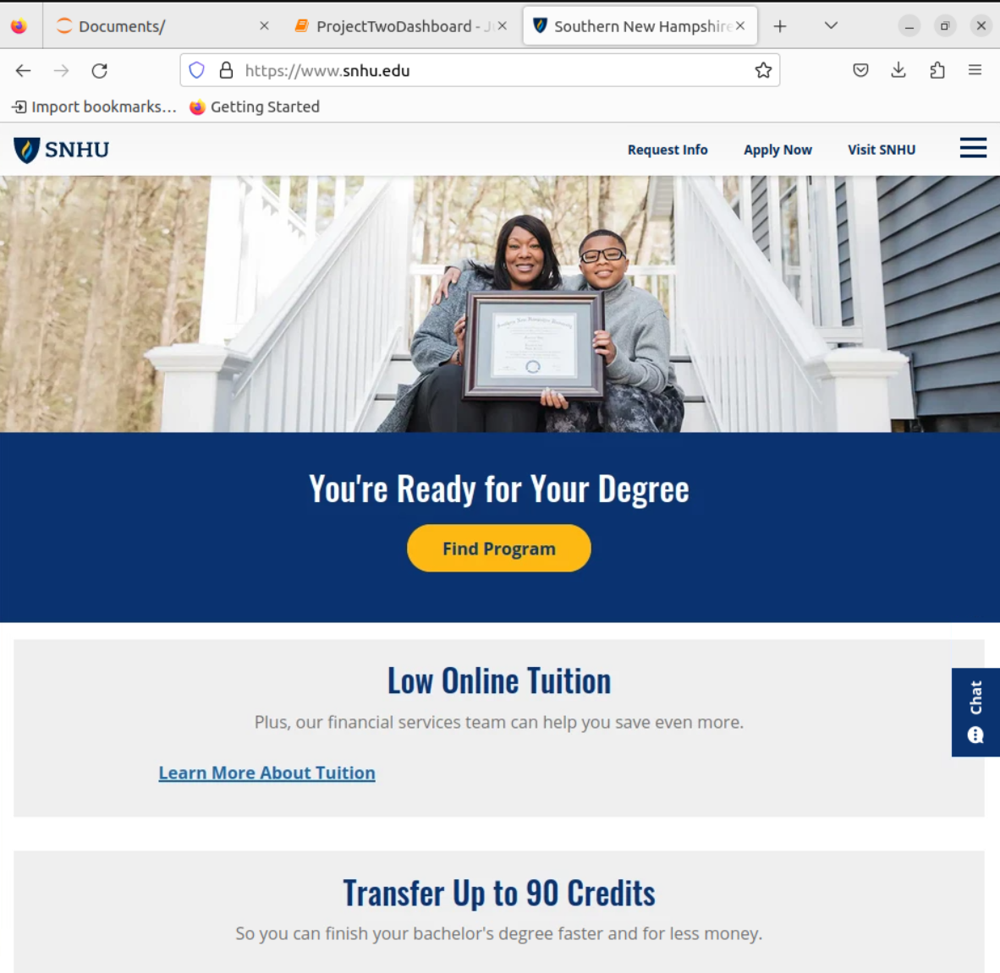 Documents/
ProjectTwoDashboard -
Southern New Hampshire
https://www.snhu.edu
Import bookmarks...
Getting Started
SNHU
Request Info
Apply Now
Visit SNHU
You're Ready for Your Degree
Find Program
Low Online Tuition
Plus, our financial services team can help you save even more.
Learn More About Tuition
Chat
Transfer Up to 90 Credits
So you can finish your bachelor's degree faster and for less money.